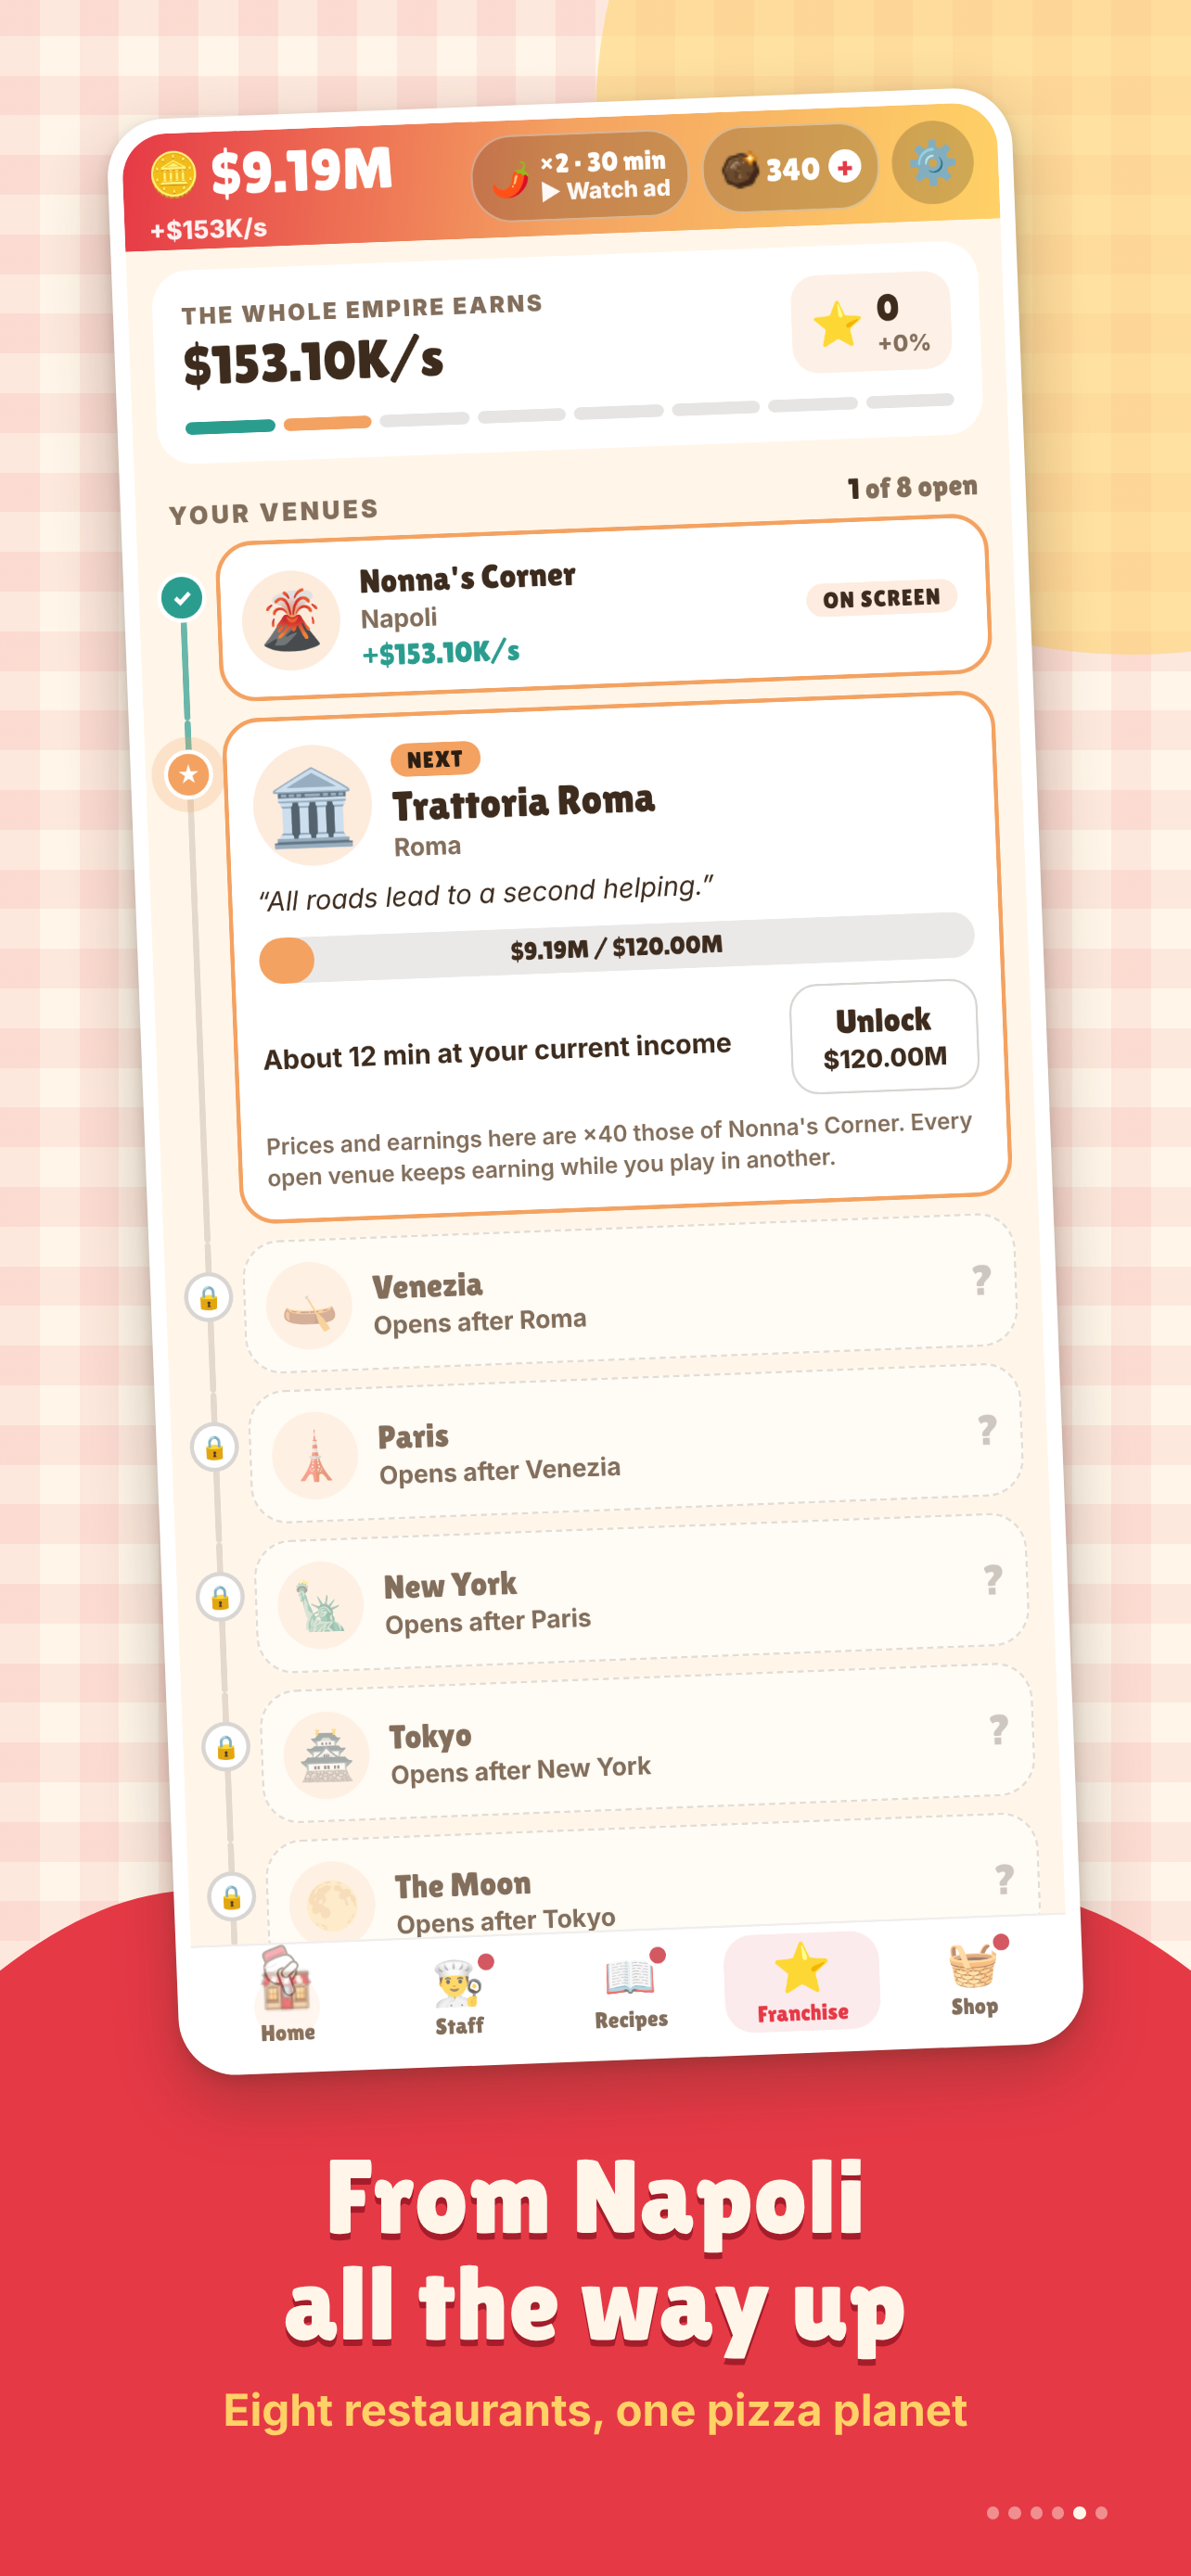 $9.19M
+$153K/s
×2 · 30 min
▶ Watch ad
340 +
THE WHOLE EMPIRE EARNS
$153.10K/s
0
+0%
YOUR VENUES
1 of 8 open
Nonna's Corner
Napoli
+$153.10K/s
ON SCREEN
NEXT
Trattoria Roma
Roma
“All roads lead to a second helping.”
$9.19M / $120.00M
About 12 min at your current income
Unlock
$120.00M
Prices and earnings here are ×40 those of Nonna's Corner. Every
open venue keeps earning while you play in another.
Venezia
Opens after Roma
?
Paris
Opens after Venezia
?
New York
Opens after Paris
?
Tokyo
Opens after New York
?
The Moon
Opens after Tokyo
?
Home
Staff
Recipes
Franchise
Shop
From Napoli
all the way up
Eight restaurants, one pizza planet